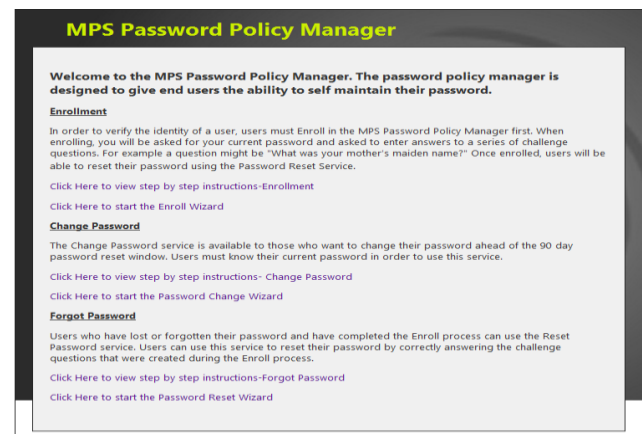 MPS Password Policy Manager
Welcome to the MPS Password Policy Manager. The password policy manager is
designed to give end users the ability to self maintain their password.
Enrollment
In order to verify the identity of a user, users must Enroll in the MPS Password Policy Manager first. When
enrolling, you will be asked for your current password and asked to enter answers to a series of challenge
questions. For example a question might be "What was your mother's maiden name?" Once enrolled, users will be
able to reset their password using the Password Reset Service.
Click Here to view step by step instructions-Enrollment
Click Here to start the Enroll Wizard
Change Password
The Change Password service is available to those who want to change their password ahead of the 90 day
password reset window. Users must know their current password in order to use this service.
Click Here to view step by step instructions- Change Password
Click Here to start the Password Change Wizard
Forgot Password
Users who have lost or forgotten their password and have completed the Enroll process can use the Reset
Password service. Users can use this service to reset their password by correctly answering the challenge
questions that were created during the Enroll process.
Click Here to view step by step instructions-Forgot Password
Click Here to start the Password Reset Wizard